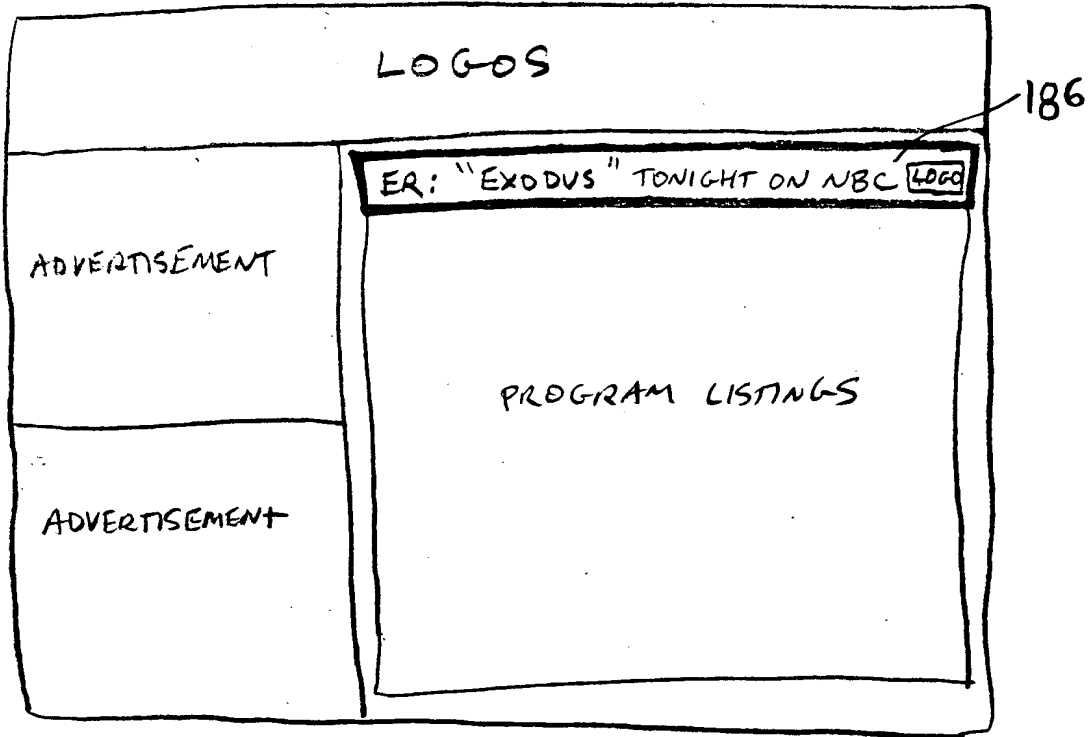 LOGOS
186
ER: "EXODUS" TONIGHT ON NBC LOGO
ADVERTISEMENT
PROGRAM LISTINGS
ADVERTISEMENT